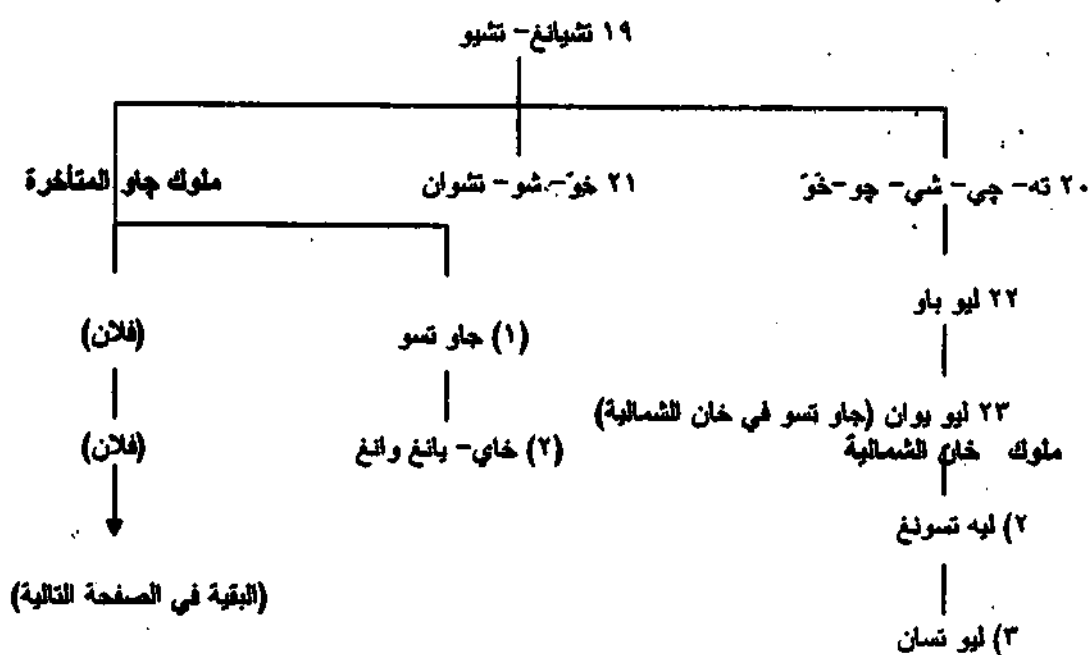 ١٩ تشيانغ- تشيو
٢٠ ته- چي- شي- چو-خوّ
٢١ خوّ- شو- تشوان
ملوك جاو المتأخرة
٢٢ ليو باو
(١) جاو تسو
(فلان)
٢٣ ليو يوان (جاو تسو في خان الشمالية)
ملوك خان الشمالية
(٢) خاي- يانغ وانغ
(فلان)
٢) ليه تسونغ
(البقية في الصفحة التالية)
٣) ليو تسان